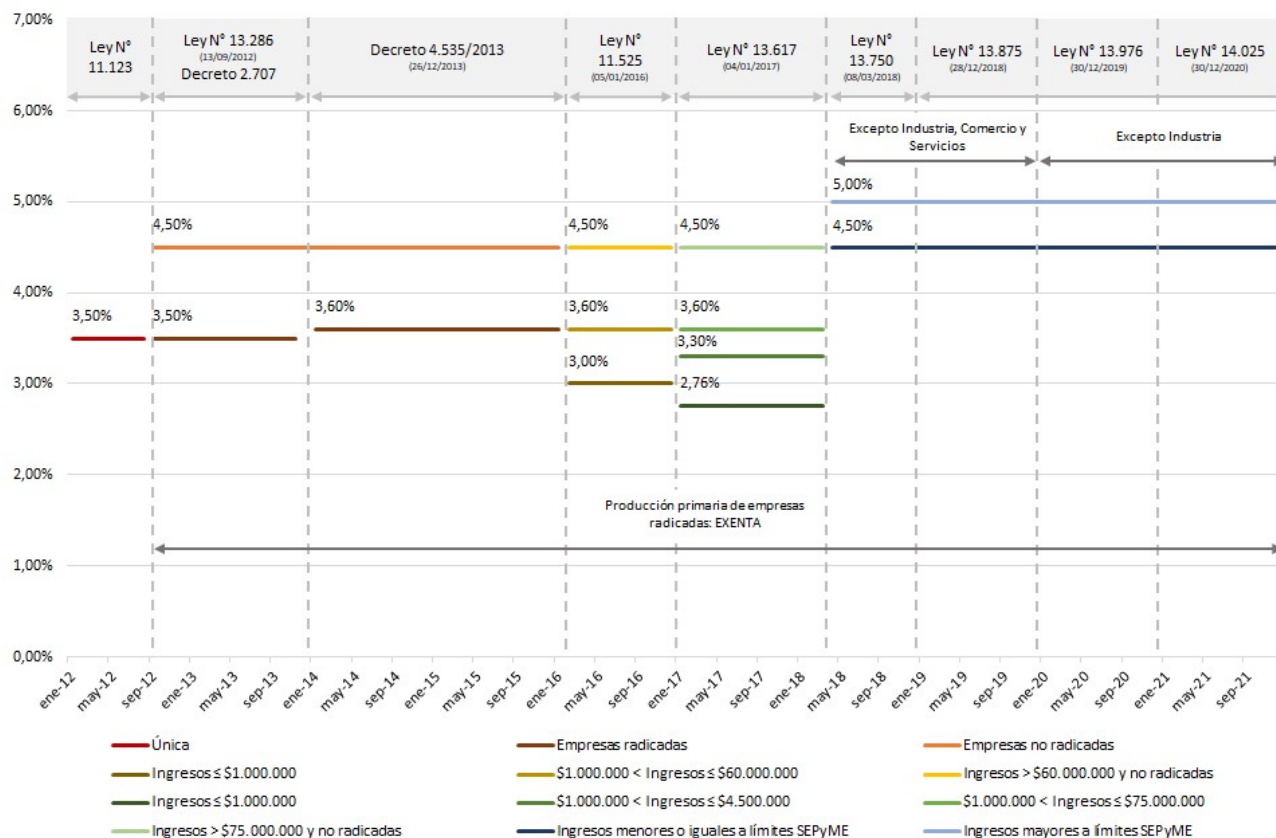 7,00%
6,00%
5,00%
4,00%
3,00%
2,00%
1,00%
0,00%
Ley N°
11.123
Ley N° 13.286
(13/09/2012)
Decreto 2.707
Decreto 4.535/2013
(26/12/2013)
Ley N°
11.525
(05/01/2016)
Ley N° 13.617
(04/01/2017)
Ley N°
13.750
(08/03/2018)
Ley N° 13.875
(28/12/2018)
Ley N° 13.976
(30/12/2019)
Ley N° 14.025
(30/12/2020)
Excepto Industria, Comercio y
Servicios
Excepto Industria
5,00%
4,50%
4,50%
4,50%
4,50%
3,50%
3,50%
3,60%
3,60%
3,60%
3,30%
3,00%
2,76%
Producción primaria de empresas
radicadas: EXENTA
ene-12
may-12
sep-12
ene-13
may-13
sep-13
ene-14
may-14
sep-14
ene-15
may-15
sep-15
ene-16
may-16
sep-16
ene-17
may-17
sep-17
ene-18
may-18
sep-18
ene-19
may-19
sep-19
ene-20
may-20
sep-20
ene-21
may-21
sep-21
Única
Empresas radicadas
Empresas no radicadas
Ingresos ≤ $1.000.000
$1.000.000 < Ingresos ≤ $60.000.000
Ingresos > $60.000.000 y no radicadas
Ingresos ≤ $1.000.000
$1.000.000 < Ingresos ≤ $4.500.000
$1.000.000 < Ingresos ≤ $75.000.000
Ingresos > $75.000.000 y no radicadas
Ingresos menores o iguales a límites SEPyME
Ingresos mayores a límites SEPyME